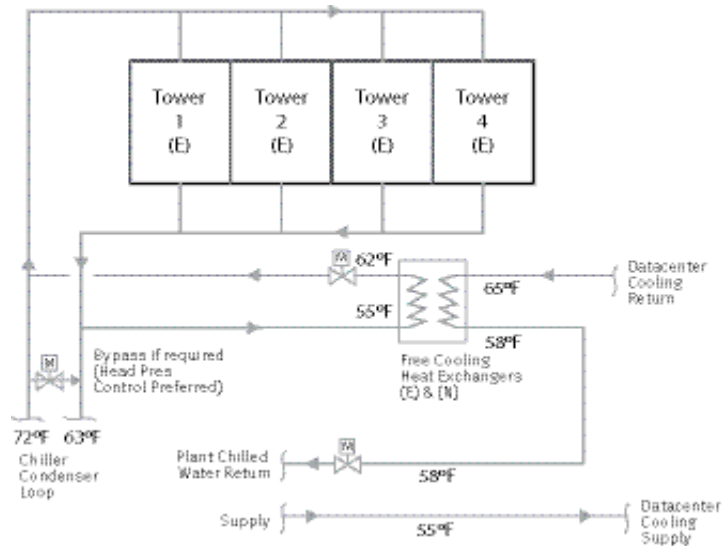 Tower
1
(E)
Tower
2
(E)
Tower
3
(E)
Tower
4
(E)
M
62ºF
65ºF
Datacenter
Cooling
Return
55ºF
58ºF
Free Cooling
Heat Exchangers
(E) & (N)
M
Bypass if required
(Head Pres
Control Preferred)
72ºF
63ºF
Chiller
Condenser
Loop
Plant Chilled
Water Return
M
58ºF
Supply
55ºF
Datacenter
Cooling
Supply